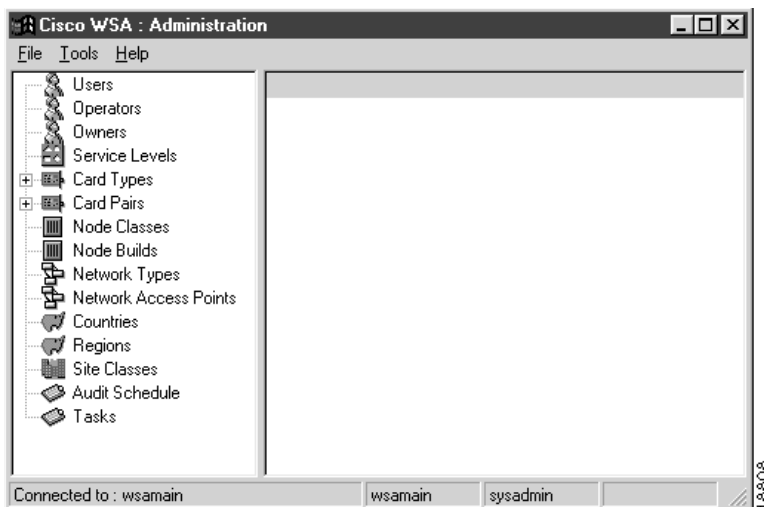 Cisco WSA : Administration
File Tools Help
Users
Operators
Owners
Service Levels
Card Types
Card Pairs
Node Classes
Node Builds
Network Types
Network Access Points
Countries
Regions
Site Classes
Audit Schedule
Tasks
Connected to : wsamain wsamain sysadmin
18808